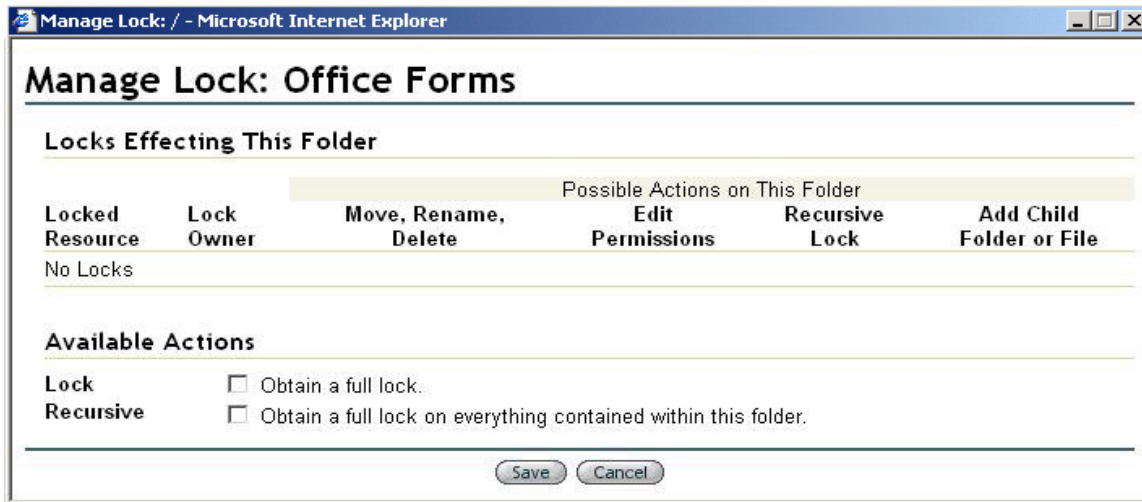 Manage Lock: / - Microsoft Internet Explorer
Manage Lock: Office Forms
Locks Effecting This Folder
Possible Actions on This Folder
Locked Resource Lock Owner Move, Rename, Delete Edit Permissions Recursive Lock Add Child Folder or File
No Locks
Available Actions
Lock Obtain a full lock.
Recursive Obtain a full lock on everything contained within this folder.
Save Cancel